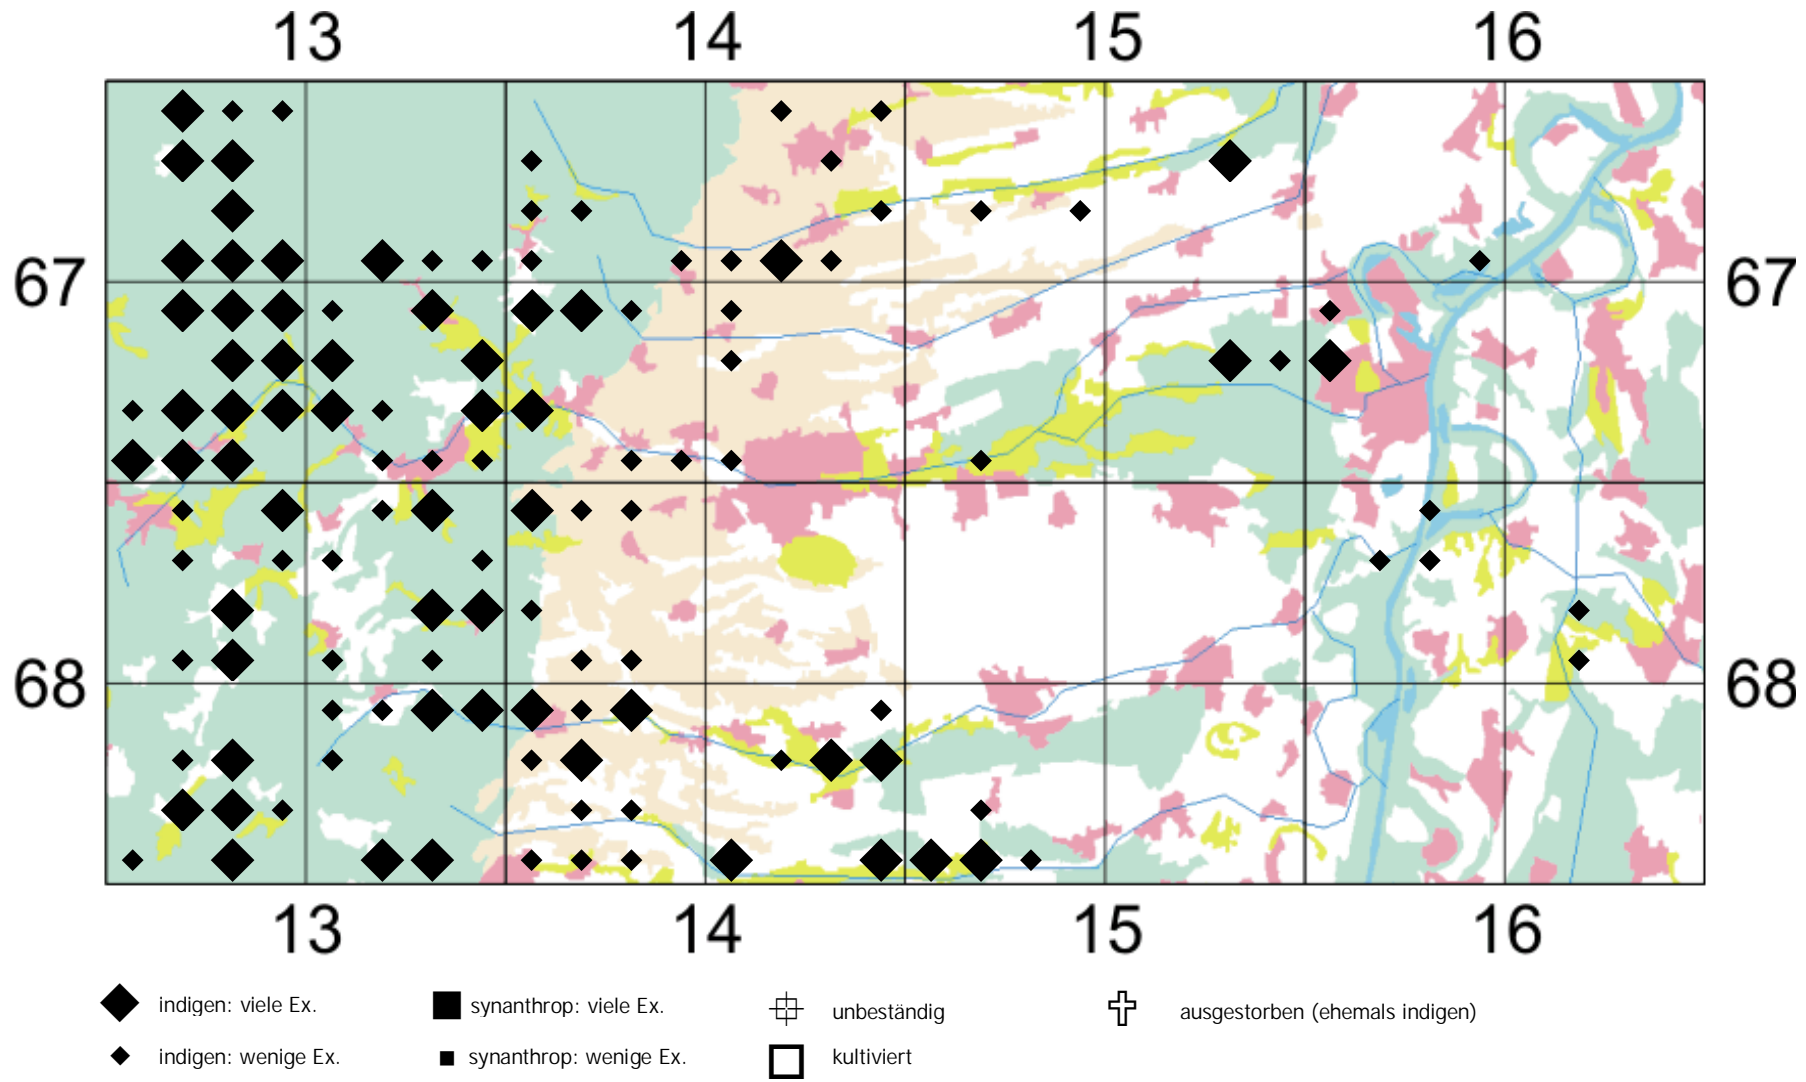 13 14 15 16
67 67
68 68
13 14 15 16
indigen: viele Ex. synanthrop: viele Ex. unbeständig ausgestorben (ehemals indigen)
indigen: wenige Ex. synanthrop: wenige Ex. kultiviert